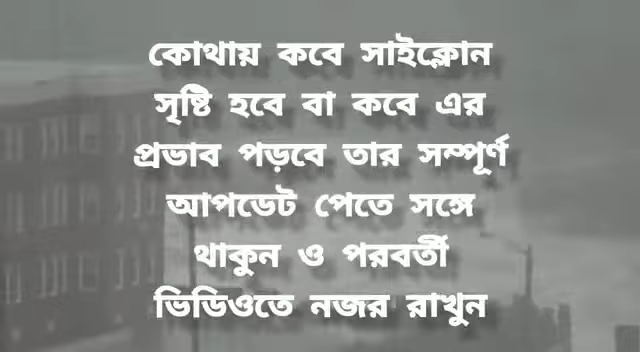 কোথায় কবে সাইক্লোন
সৃষ্টি হবে বা কবে এর
প্রভাব পড়বে তার সম্পূর্ণ
আপডেট পেতে সঙ্গে
থাকুন ও পরবর্তী
ভিডিওতে নজর রাখুন